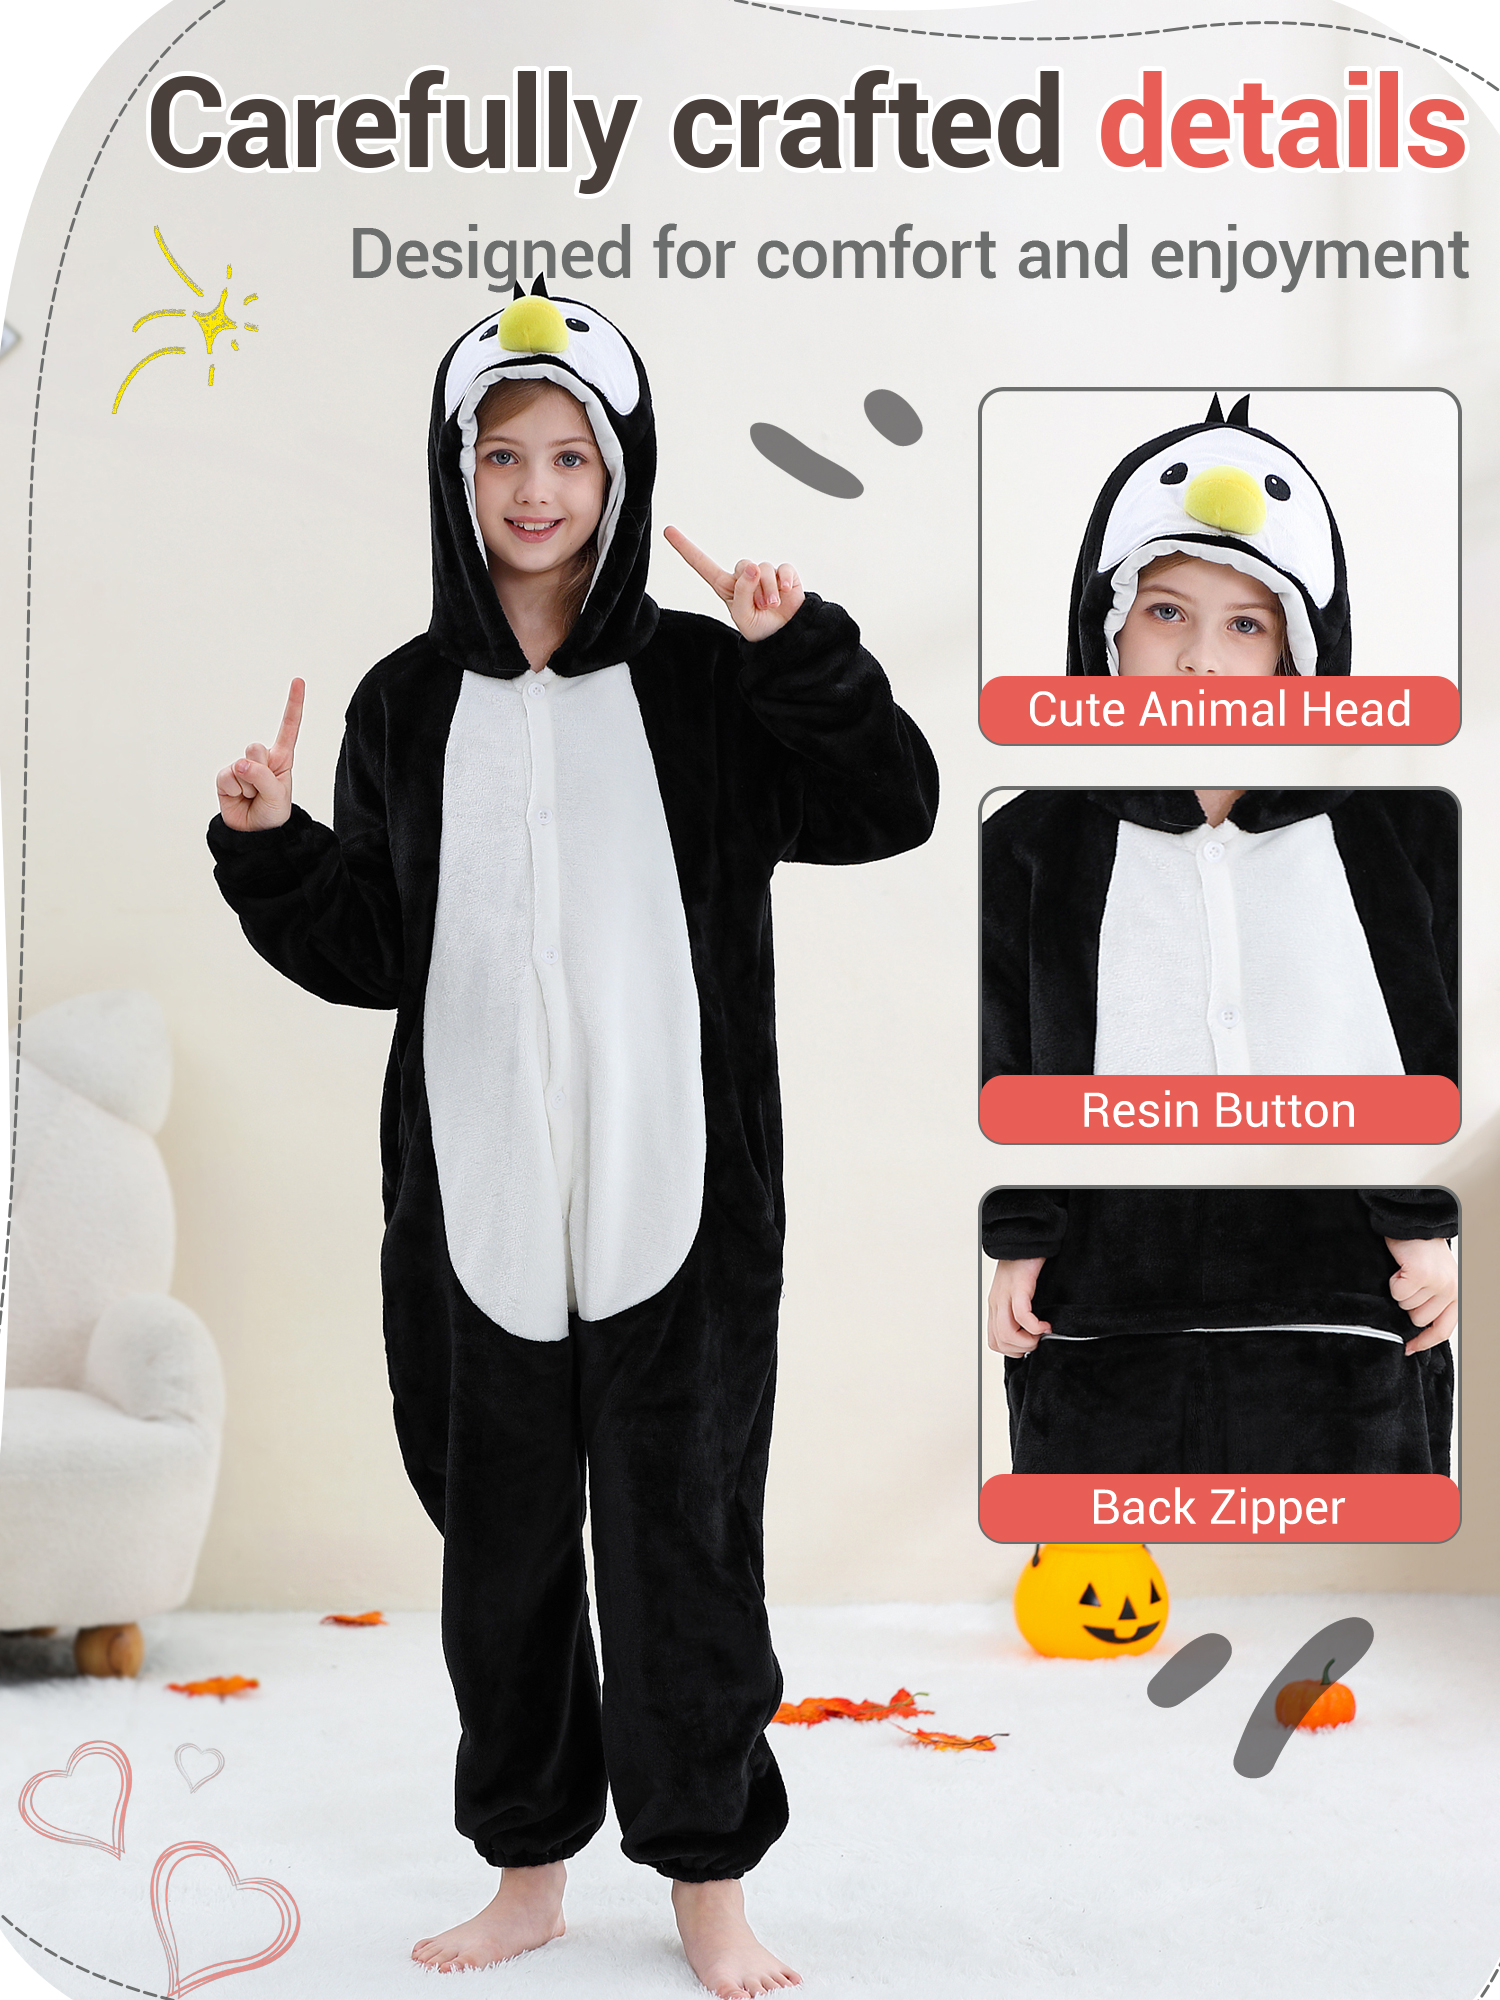 Carefully crafted details
Designed for comfort and enjoyment
Cute Animal Head
Resin Button
Back Zipper